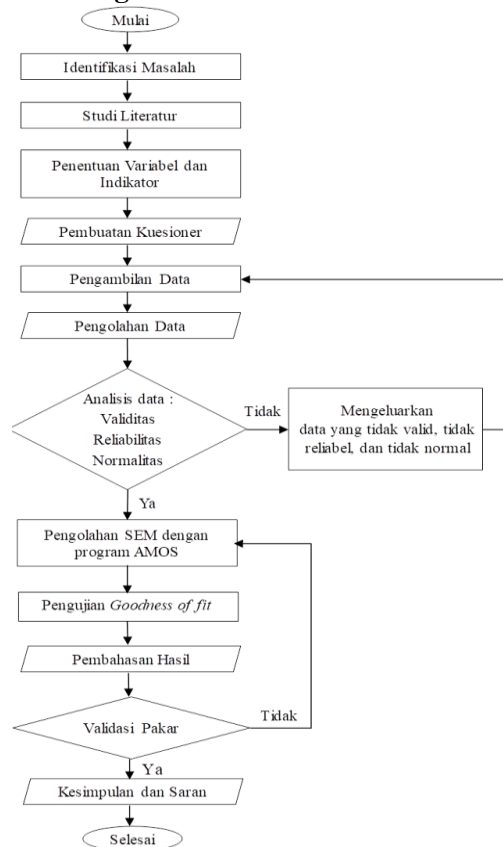 Mulai
Identifikasi Masalah
Studi Literatur
Penentuan Variabel dan
Indikator
Pembuatan Kuesioner
Pengambilan Data
Pengolahan Data
Analisis data :
Validitas
Reliabilitas
Normalitas
Tidak
Mengeluarkan
data yang tidak valid, tidak
reliabel, dan tidak normal
Ya
Pengolahan SEM dengan
program AMOS
Pengujian Goodness of fit
Pembahasan Hasil
Validasi Pakar
Tidak
Ya
Kesimpulan dan Saran
Selesai